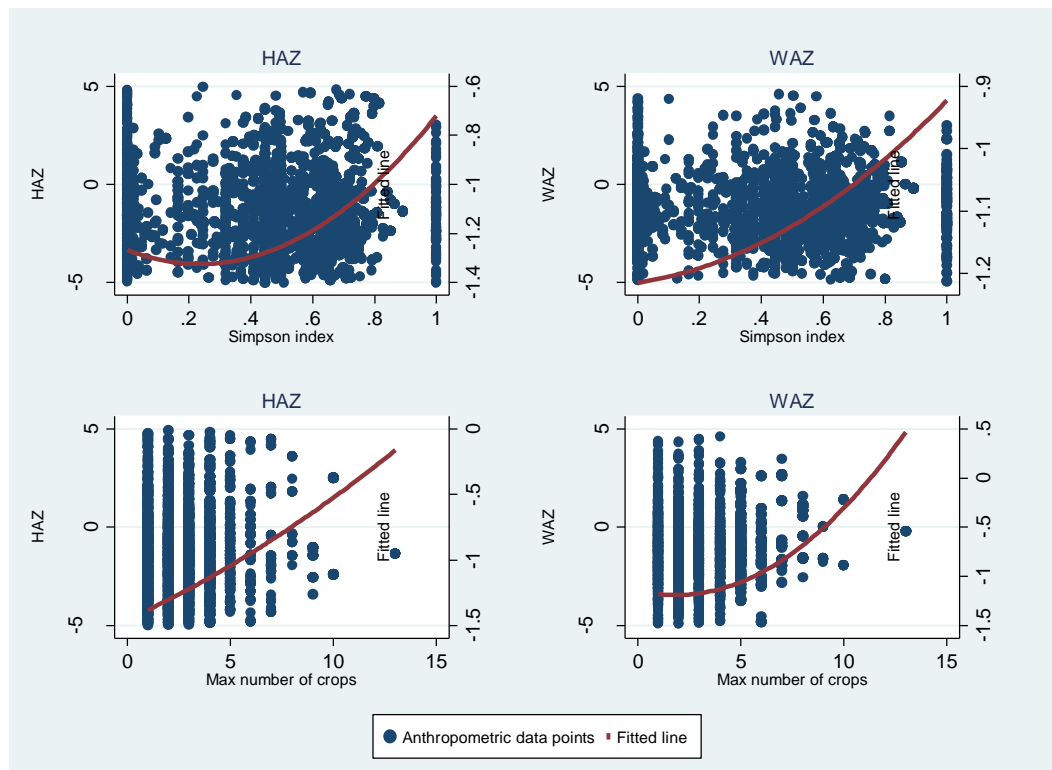 HAZ
HAZ
5
0
-5
-.6
-.8
-1
-1.2
-1.4
Fitted line
0 .2 .4 .6 .8 1
Simpson index
WAZ
WAZ
5
0
-5
-.9
-1
-1.1
-1.2
Fitted line
0 .2 .4 .6 .8 1
Simpson index
HAZ
HAZ
5
0
-5
0
-.5
-1
-1.5
Fitted line
0 5 10 15
Max number of crops
WAZ
WAZ
5
0
-5
.5
0
-.5
-1
-1.5
Fitted line
0 5 10 15
Max number of crops
Anthropometric data points Fitted line